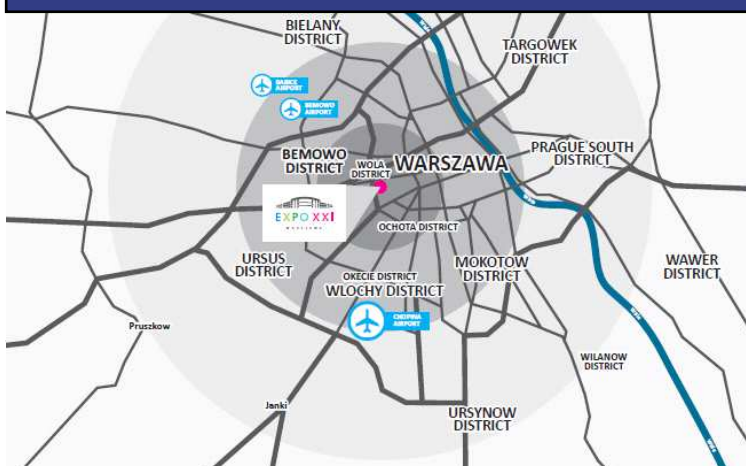 BIELANY
DISTRICT
TARGOWEK
DISTRICT
BABICE
AIRPORT
BEMOWO
AIRPORT
BEMOWO
DISTRICT
WOLA
DISTRICT
WARSZAWA
PRAGUE SOUTH
DISTRICT
EXPO XXI
WARSZAWA
OCHOTA DISTRICT
URSUS
DISTRICT
OKECIE DISTRICT
WLOCHY DISTRICT
MOKOTOW
DISTRICT
WAWER
DISTRICT
CHOPINA
AIRPORT
Pruszkow
WILANOW
DISTRICT
Janki
URSYNOW
DISTRICT